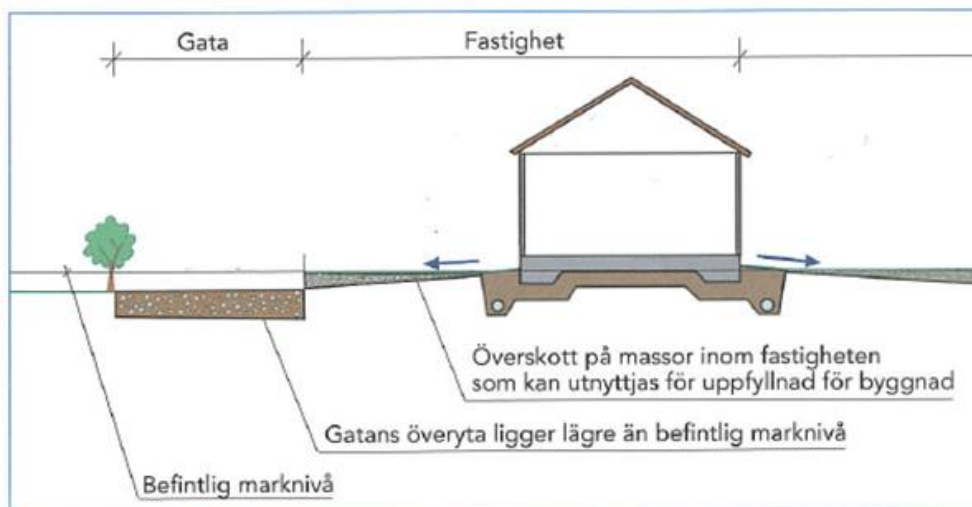 Gata
Fastighet
Överskott på massor inom fastigheten
som kan utnyttjas för uppfyllnad för byggnad
Gatans överyta ligger lägre än befintlig marknivå
Befintlig marknivå